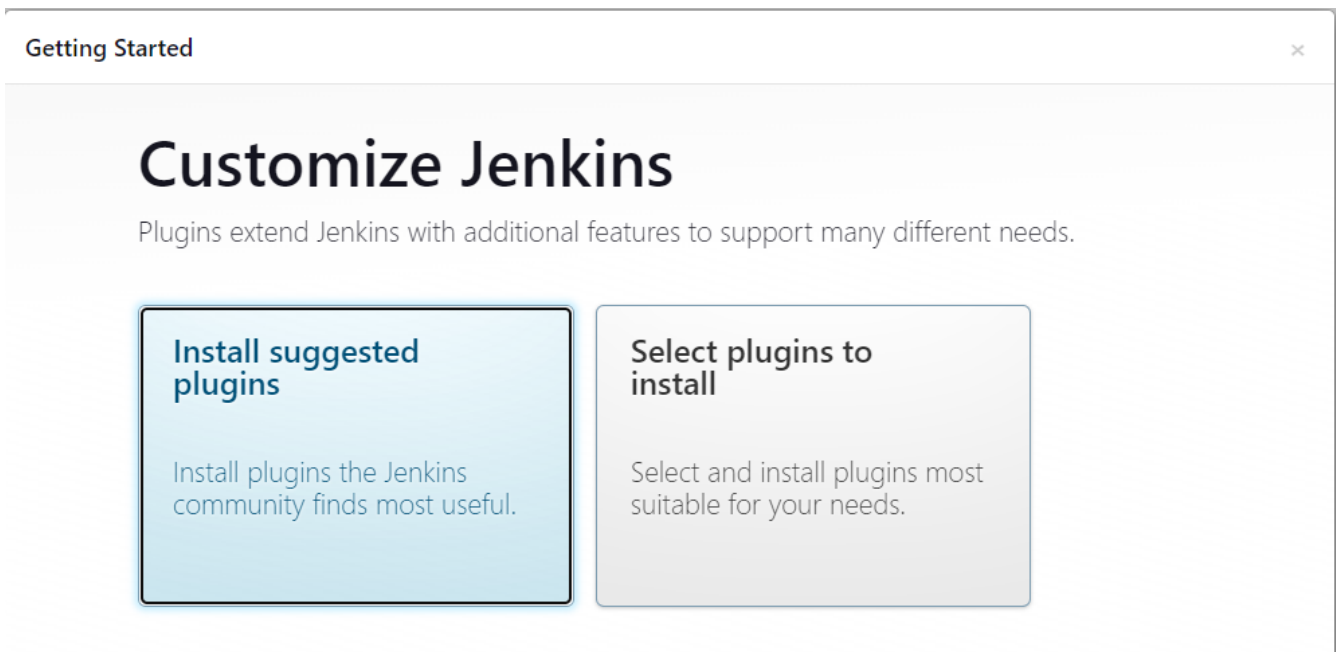 Getting Started
×
Customize Jenkins
Plugins extend Jenkins with additional features to support many different needs.
Install suggested
plugins
Install plugins the Jenkins
community finds most useful.
Select plugins to
install
Select and install plugins most
suitable for your needs.